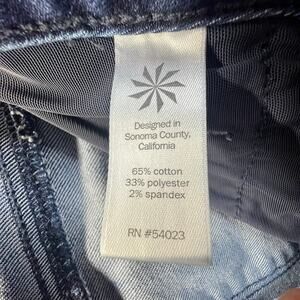 Designed in
Sonoma County,
California
65% cotton
33% polyester
2% spandex
RN #54023